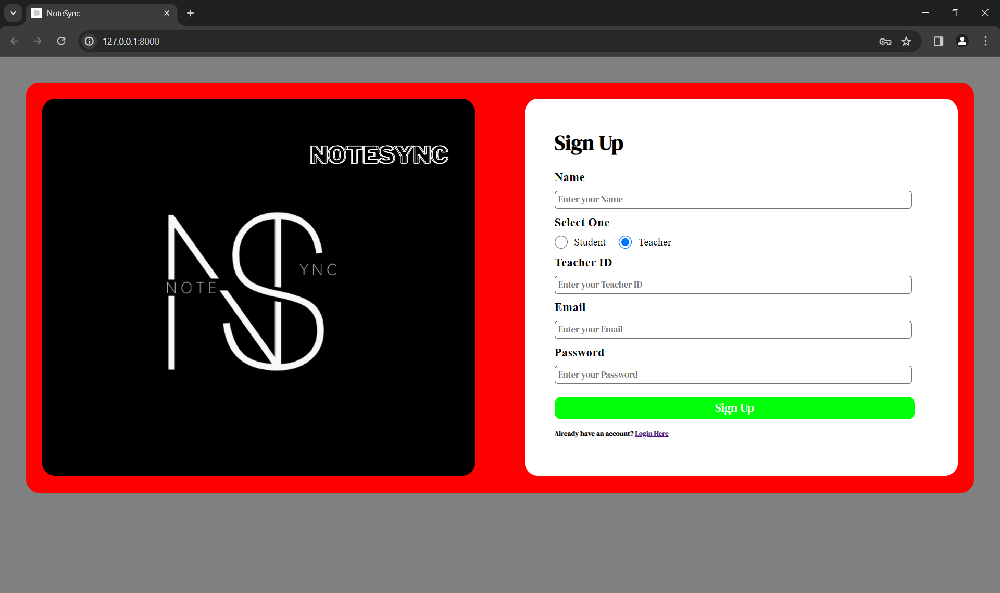 NoteSync
127.0.0.1:8000
NOTESYNC
YNC
NOTE
Sign Up
Name
Enter your Name
Select One
Student Teacher
Teacher ID
Enter your Teacher ID
Email
Enter your Email
Password
Enter your Password
Sign Up
Already have an account? Login Here